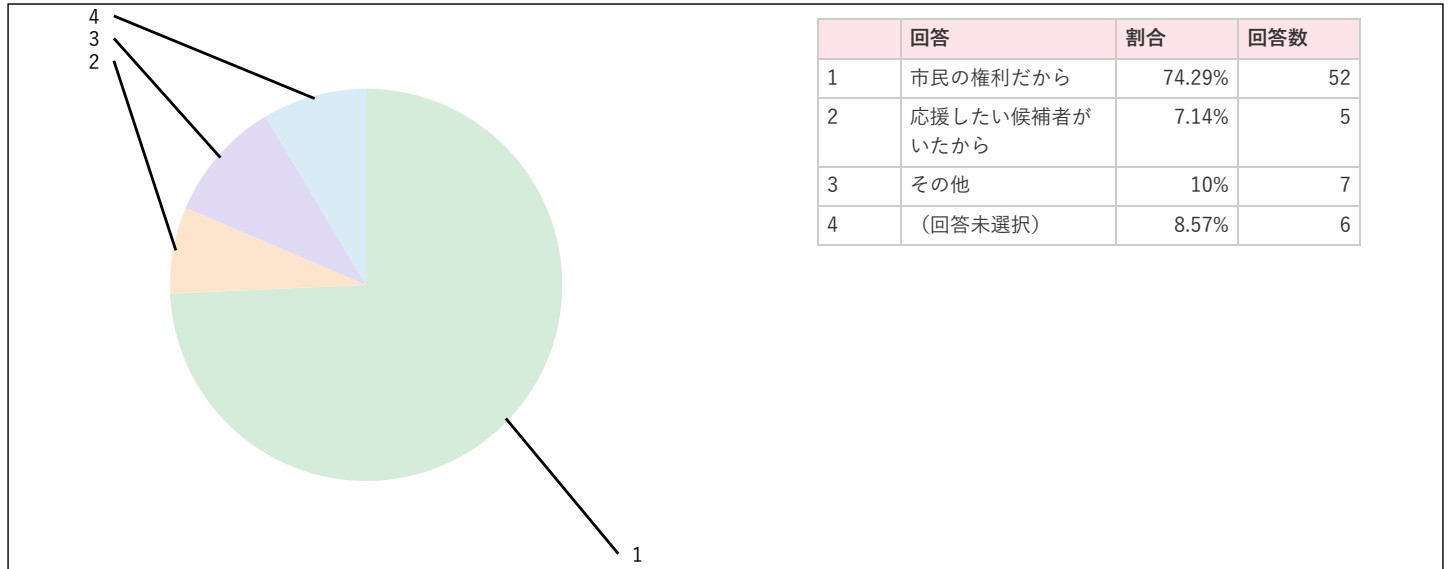 4
3
2
1
回答 割合 回答数
1 市民の権利だから 74.29% 52
2 応援したい候補者が 7.14% 5
いたから
3 その他 10% 7
4 （回答未選択） 8.57% 6